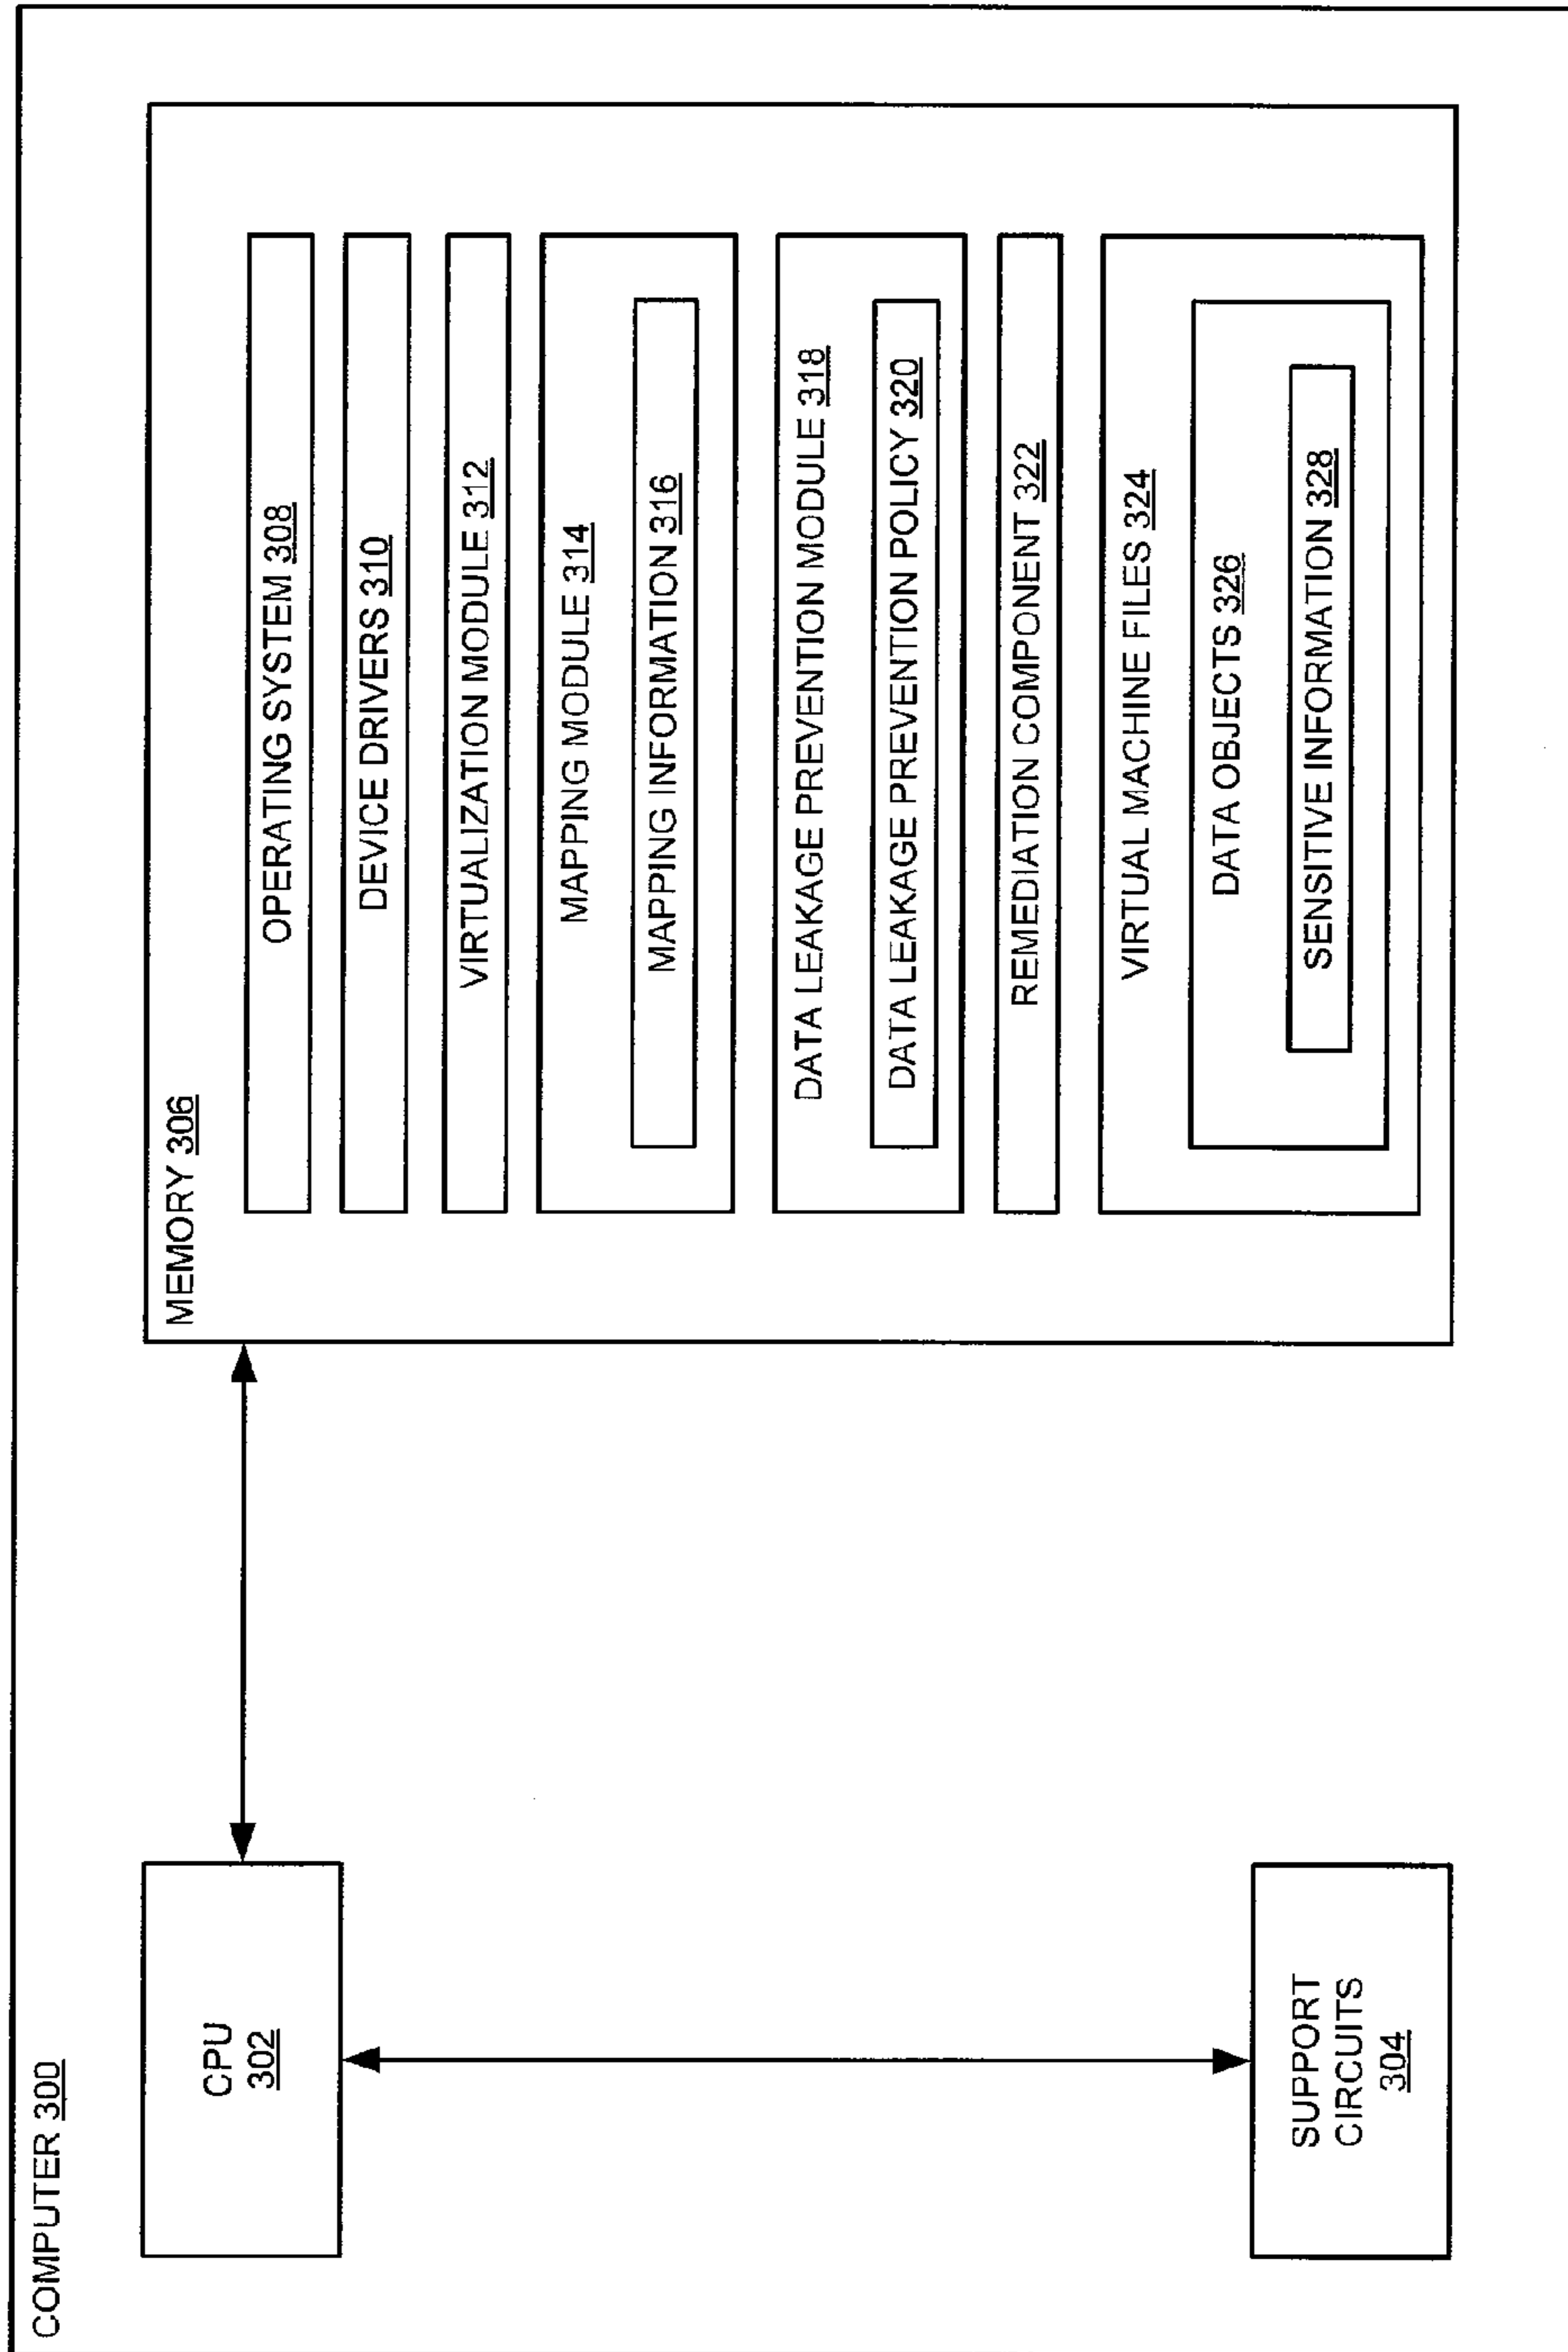 COMPUTER 300
CPU
302
SUPPORT
CIRCUITS
304
MEMORY 306
OPERATING SYSTEM 308
DEVICE DRIVERS 310
VIRTUALIZATION MODULE 312
MAPPING MODULE 314
MAPPING INFORMATION 316
DATA LEAKAGE PREVENTION MODULE 318
DATA LEAKAGE PREVENTION POLICY 320
REMEDIATION COMPONENT 322
VIRTUAL MACHINE FILES 324
DATA OBJECTS 326
SENSITIVE INFORMATION 328